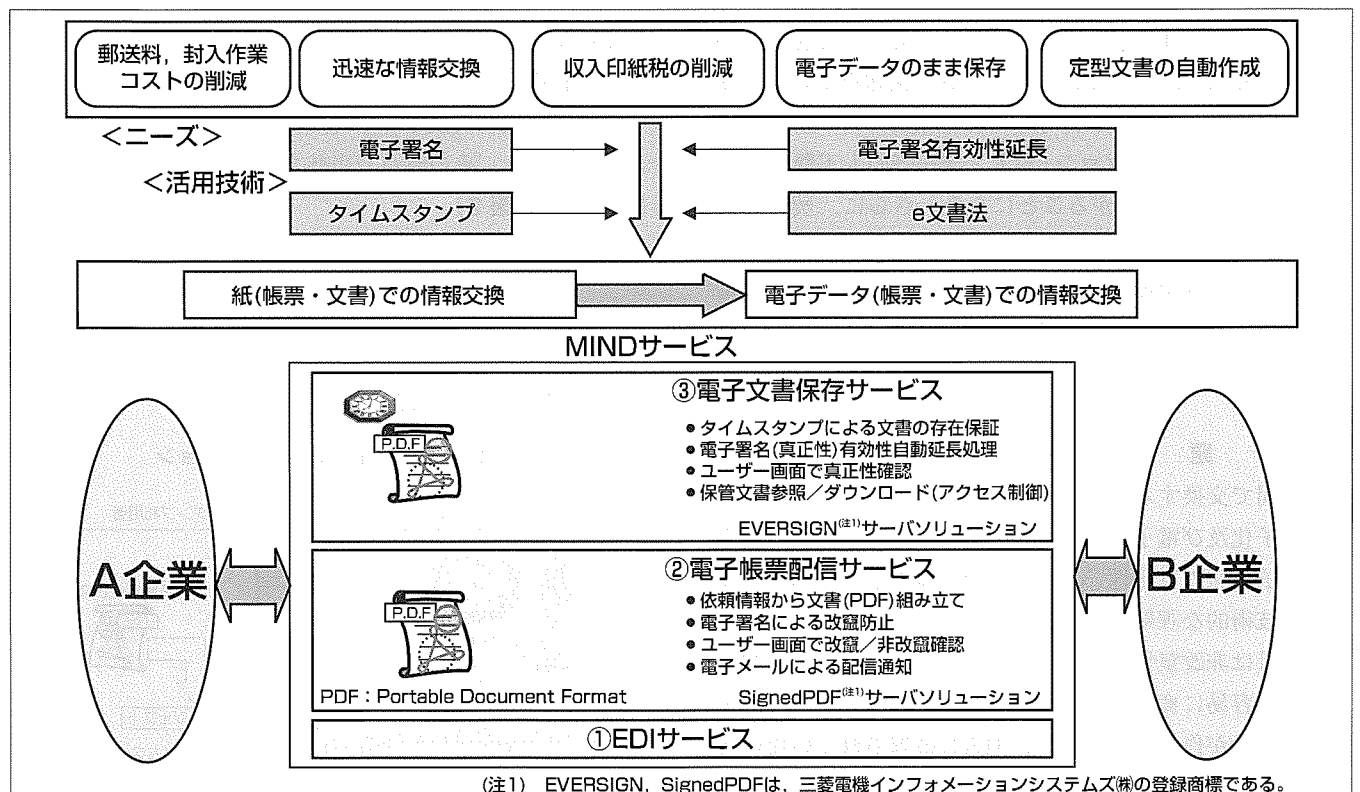 郵送料，封入作業
コストの削減
迅速な情報交換
収入印紙税の削減
電子データのまま保存
定型文書の自動作成
＜ニーズ＞
電子署名
電子署名有効性延長
＜活用技術＞
タイムスタンプ
e文書法
紙(帳票・文書)での情報交換
電子データ(帳票・文書)での情報交換
MINDサービス
③電子文書保存サービス
●タイムスタンプによる文書の存在保証
●電子署名(真正性)有効性自動延長処理
●ユーザー画面で真正性確認
●保管文書参照／ダウンロード(アクセス制御)
P.D.F
EVERSIGN(注1)サーバソリューション
A企業
B企業
②電子帳票配信サービス
●依頼情報から文書(PDF)組み立て
●電子署名による改竄防止
●ユーザー画面で改竄／非改竄確認
●電子メールによる配信通知
P.D.F
PDF：Portable Document Format
SignedPDF(注1)サーバソリューション
①EDIサービス
(注1)　EVERSIGN，SignedPDFは，三菱電機インフォメーションシステムズ㈱の登録商標である。